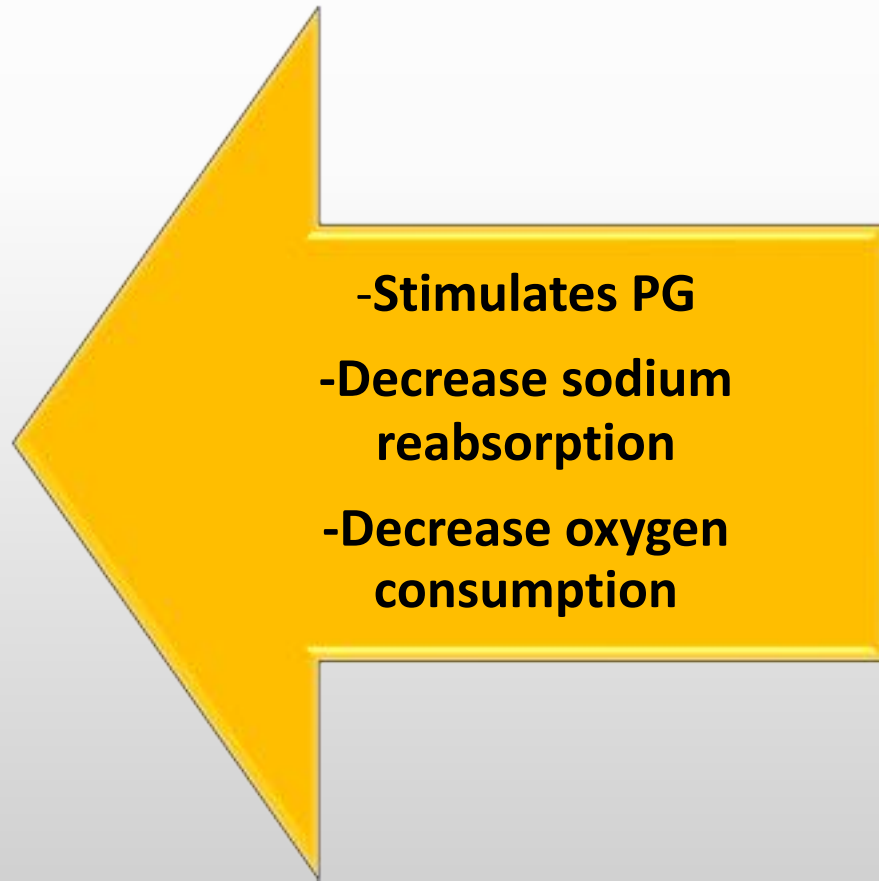 -Stimulates PG
-Decrease sodium
reabsorption
-Decrease oxygen
consumption